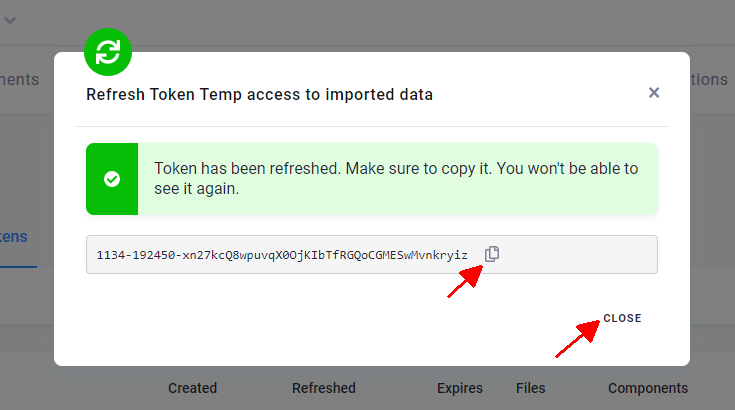 nents
tions
Refresh Token Temp access to imported data
×
Token has been refreshed. Make sure to copy it. You won't be able to
see it again.
kens
1134-192450-xn27kcQ8wpuvqX0OjKIbTfRGQoCGMESwMvnkryiz
CLOSE
Created Refreshed Expires Files Components